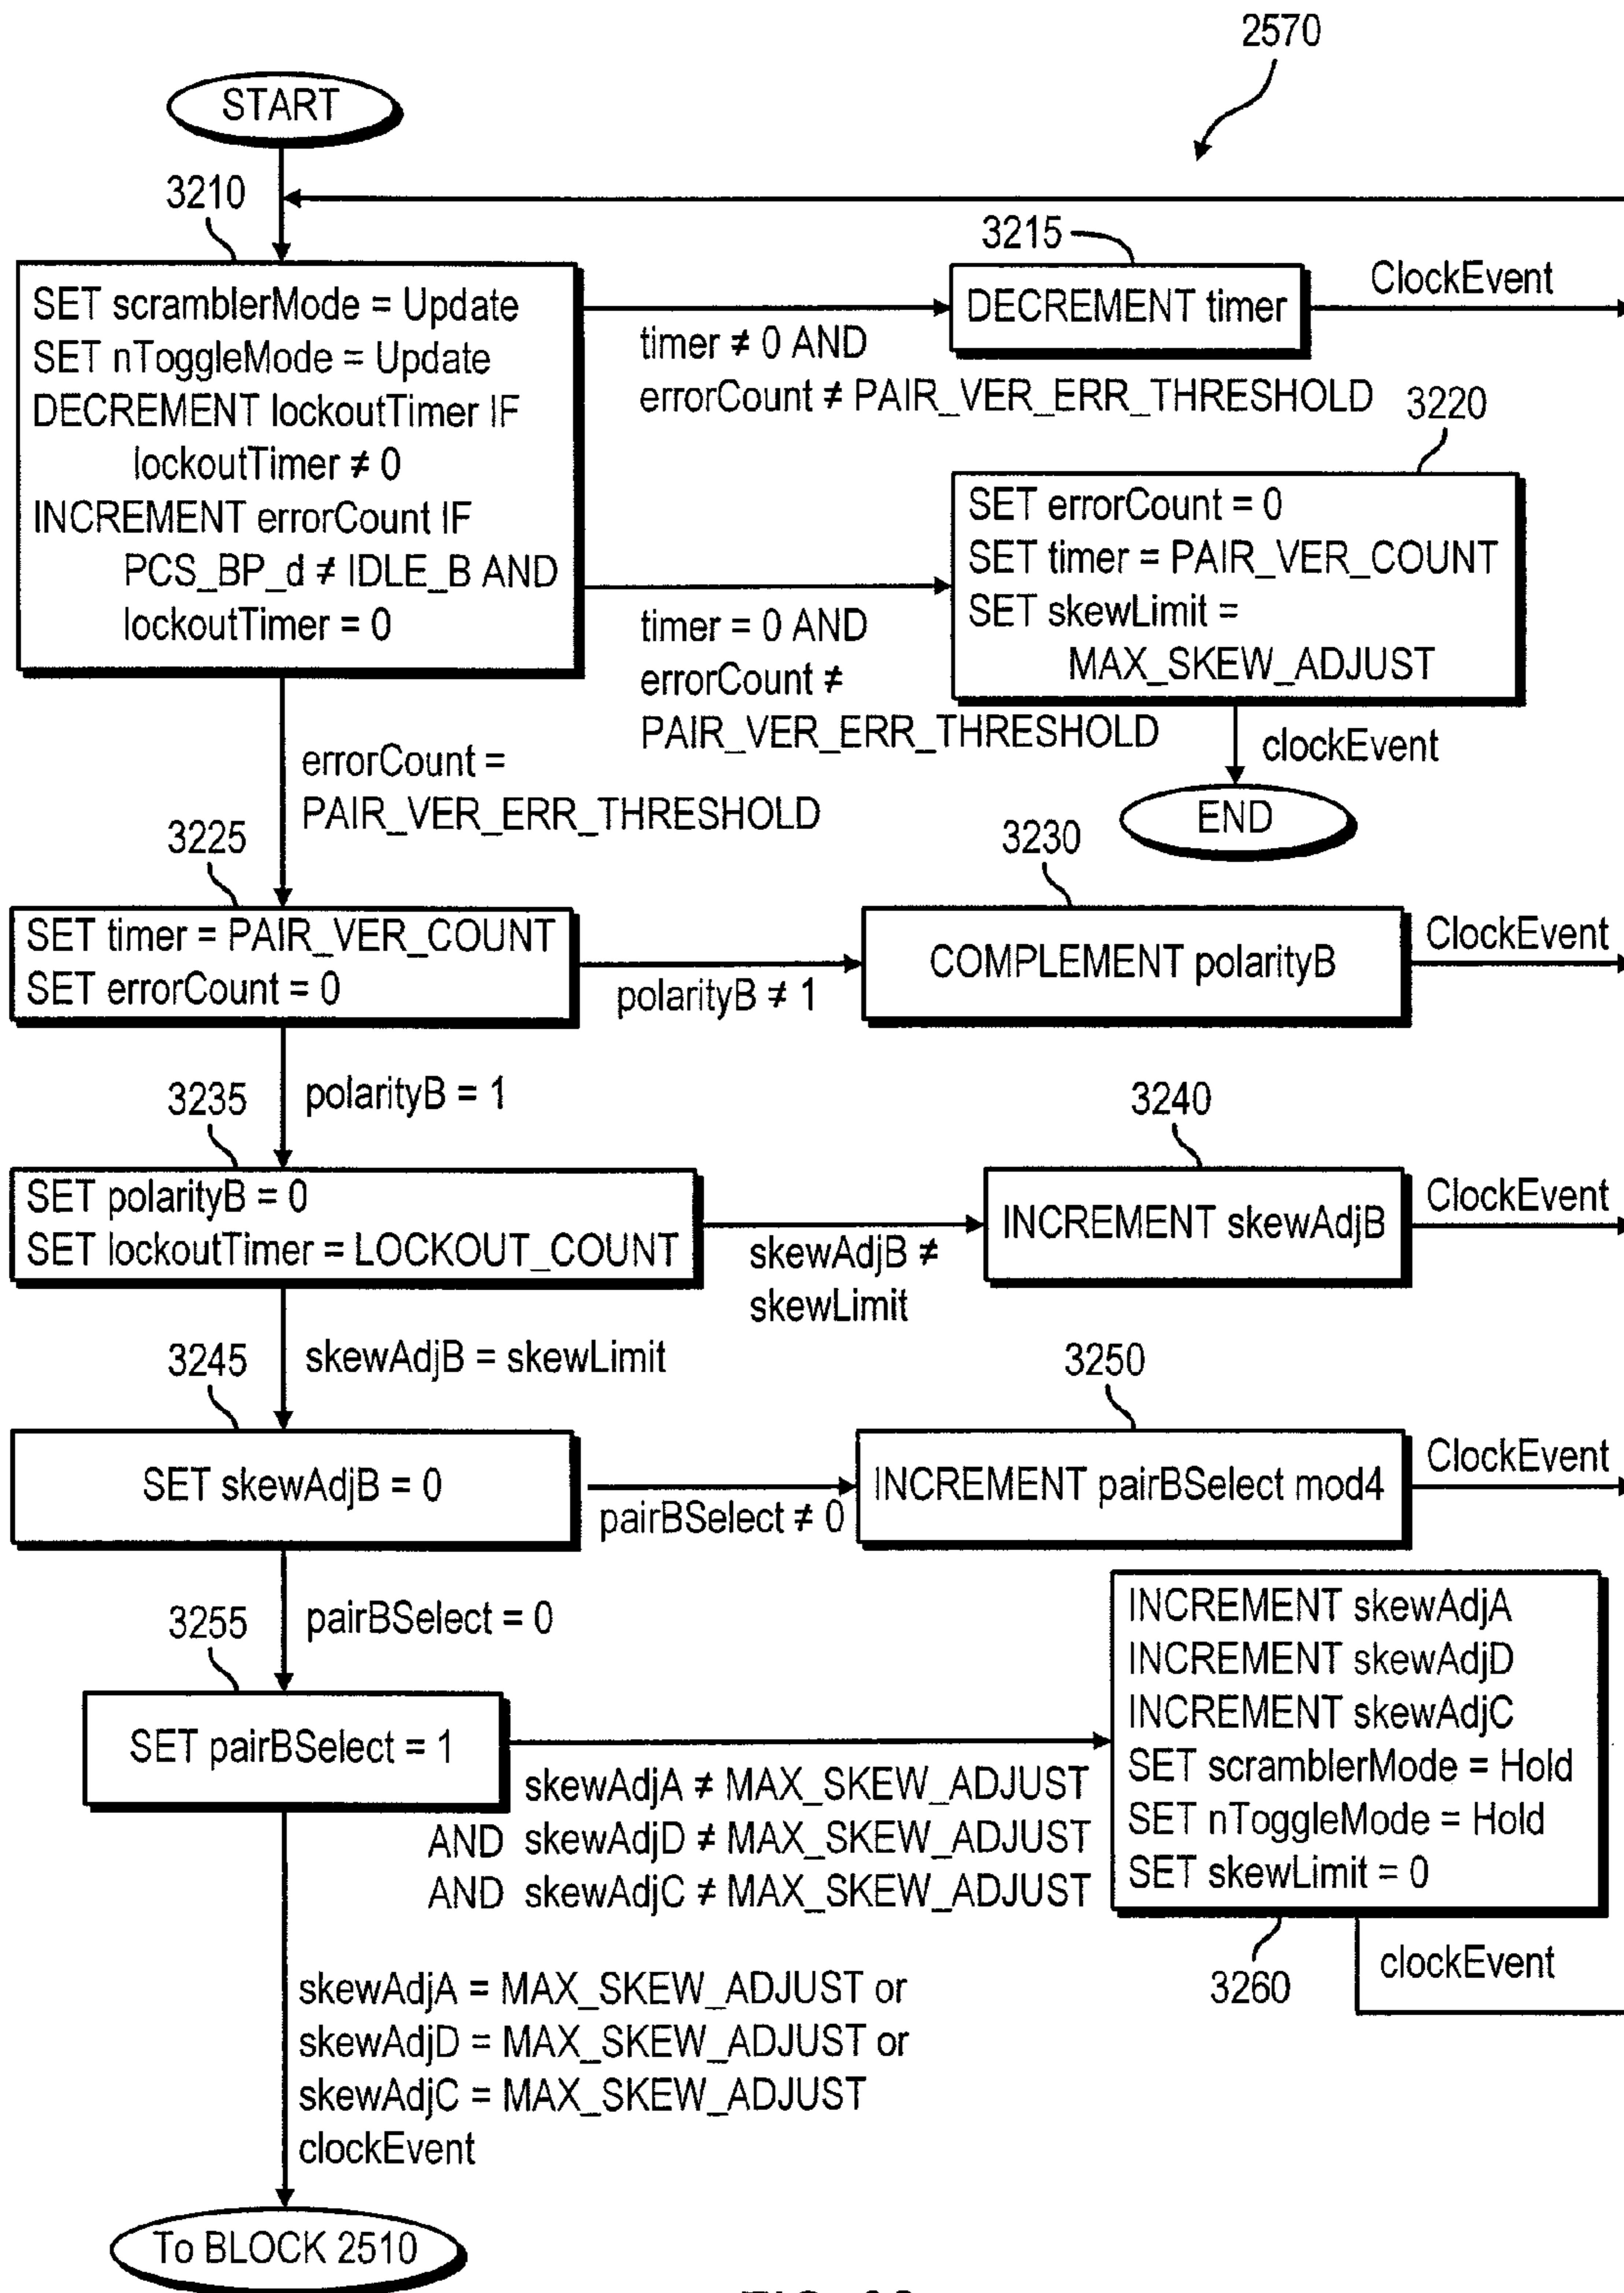 2570
START
3210
3215
SET scramblerMode = Update
SET nToggleMode = Update
DECREMENT lockoutTimer IF
lockoutTimer ≠ 0
INCREMENT errorCount IF
PCS_BP_d ≠ IDLE_B AND
lockoutTimer = 0
timer ≠ 0 AND
errorCount ≠ PAIR_VER_ERR_THRESHOLD
DECREMENT timer
ClockEvent
3220
timer = 0 AND
errorCount ≠
PAIR_VER_ERR_THRESHOLD
SET errorCount = 0
SET timer = PAIR_VER_COUNT
SET skewLimit =
MAX_SKEW_ADJUST
clockEvent
END
errorCount =
PAIR_VER_ERR_THRESHOLD
3225
3230
SET timer = PAIR_VER_COUNT
SET errorCount = 0
polarityB ≠ 1
COMPLEMENT polarityB
ClockEvent
polarityB = 1
3235
3240
SET polarityB = 0
SET lockoutTimer = LOCKOUT_COUNT
skewAdjB ≠
skewLimit
INCREMENT skewAdjB
ClockEvent
skewAdjB = skewLimit
3245
3250
SET skewAdjB = 0
pairBSelect ≠ 0
INCREMENT pairBSelect mod4
ClockEvent
pairBSelect = 0
3255
SET pairBSelect = 1
skewAdjA ≠ MAX_SKEW_ADJUST
AND skewAdjD ≠ MAX_SKEW_ADJUST
AND skewAdjC ≠ MAX_SKEW_ADJUST
INCREMENT skewAdjA
INCREMENT skewAdjD
INCREMENT skewAdjC
SET scramblerMode = Hold
SET nToggleMode = Hold
SET skewLimit = 0
3260
clockEvent
skewAdjA = MAX_SKEW_ADJUST or
skewAdjD = MAX_SKEW_ADJUST or
skewAdjC = MAX_SKEW_ADJUST
clockEvent
To BLOCK 2510